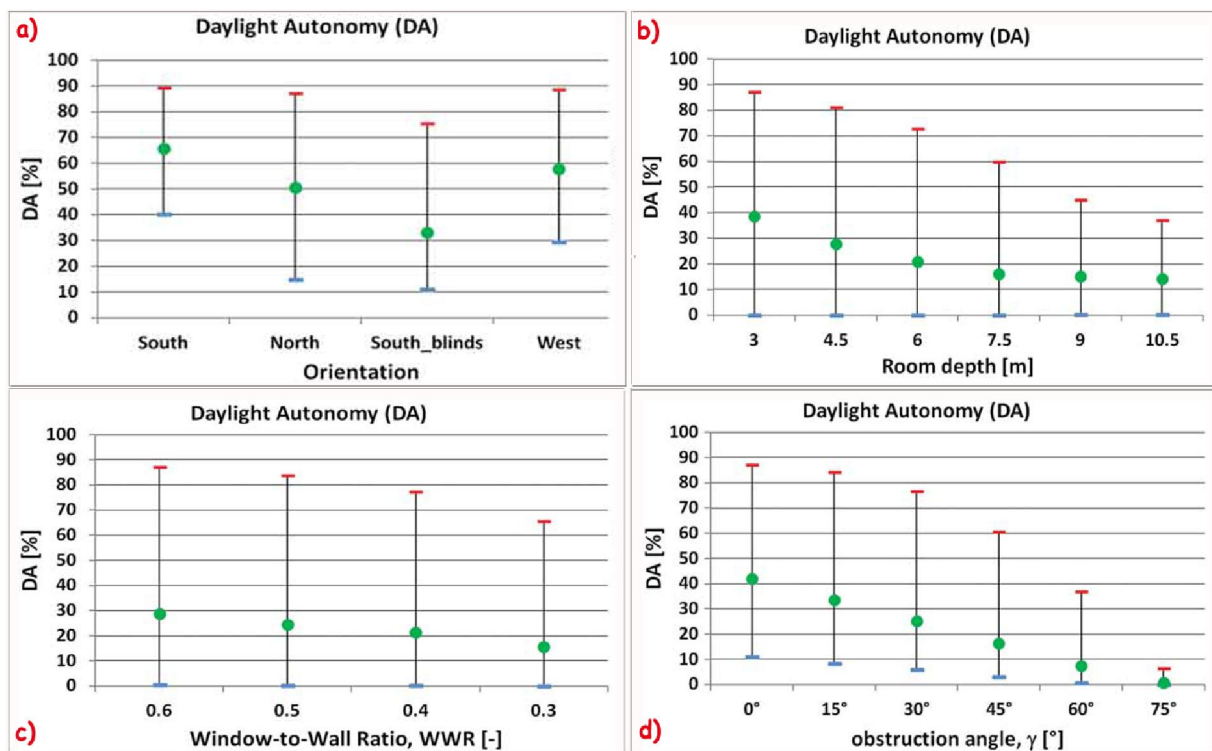 a)
Daylight Autonomy (DA)
100
90
80
70
60
50
40
30
20
10
0
DA [%]
South North South_blinds West
Orientation
b)
Daylight Autonomy (DA)
100
90
80
70
60
50
40
30
20
10
0
DA [%]
3 4.5 6 7.5 9 10.5
Room depth [m]
Daylight Autonomy (DA)
100
90
80
70
60
50
40
30
20
10
0
DA [%]
0.6 0.5 0.4 0.3
c)
Window-to-Wall Ratio, WWR [-]
Daylight Autonomy (DA)
100
90
80
70
60
50
40
30
20
10
0
DA [%]
0° 15° 30° 45° 60° 75°
d)
obstruction angle, γ [°]